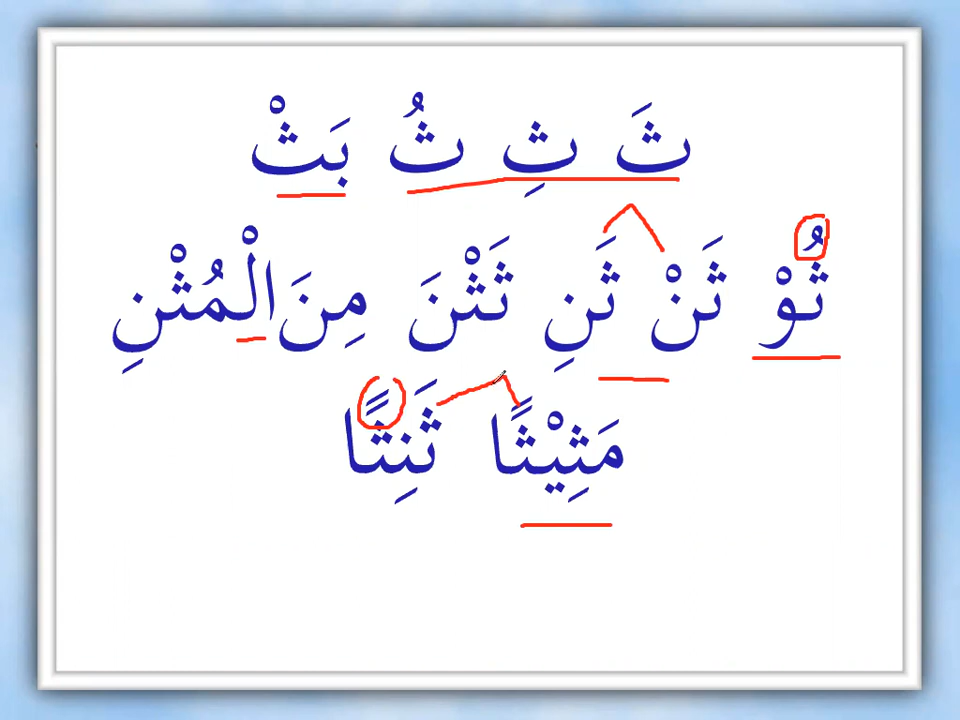 ثَ ثِ ثُ بَثْ
ثُوْ ثَنْ ثَنِ ثَثْنَ مِنَ الْمُثْنِ
مَثِيْثًا ثَنِتًا